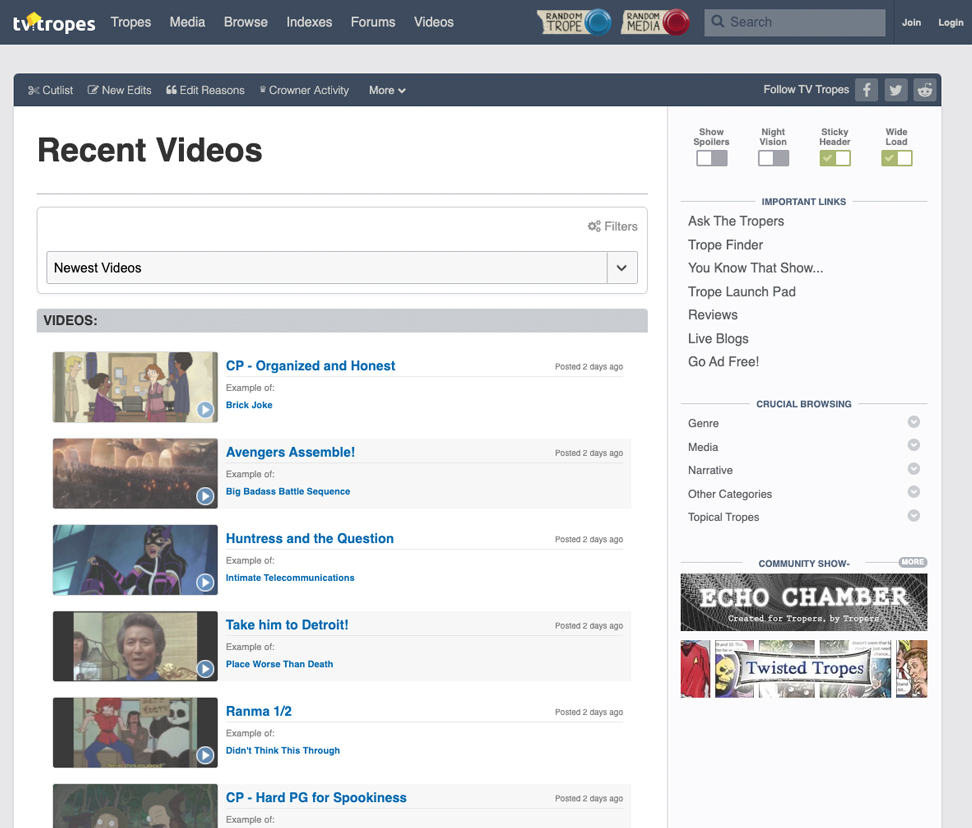 tv tropes
Tropes Media Browse Indexes Forums Videos
RANDOM TROPE
RANDOM MEDIA
Search
Join Login
Cutlist New Edits Edit Reasons Crowner Activity More
Follow TV Tropes
Recent Videos
Filters
Newest Videos
VIDEOS:
CP - Organized and Honest
Posted 2 days ago
Example of:
Brick Joke
Avengers Assemble!
Posted 2 days ago
Example of:
Big Badass Battle Sequence
Huntress and the Question
Posted 2 days ago
Example of:
Intimate Telecommunications
Take him to Detroit!
Posted 2 days ago
Example of:
Place Worse Than Death
Ranma 1/2
Posted 2 days ago
Example of:
Didn't Think This Through
CP - Hard PG for Spookiness
Posted 2 days ago
Example of:
Show Spoilers
Night Vision
Sticky Header
Wide Load
IMPORTANT LINKS
Ask The Tropers
Trope Finder
You Know That Show...
Trope Launch Pad
Reviews
Live Blogs
Go Ad Free!
CRUCIAL BROWSING
Genre
Media
Narrative
Other Categories
Topical Tropes
COMMUNITY SHOW-
MORE
ECHO CHAMBER
Created for Tropers, by Tropers
Twisted Tropes